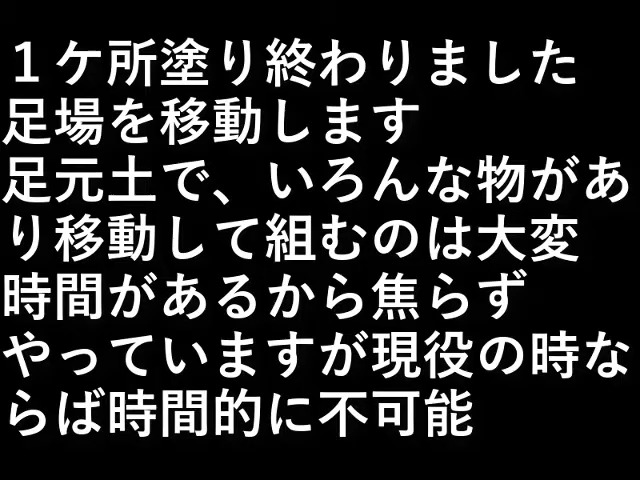 １ケ所塗り終わりました
足場を移動します
足元土で、いろんな物があ
り移動して組むのは大変
時間があるから焦らず
やっていますが現役の時な
らば時間的に不可能